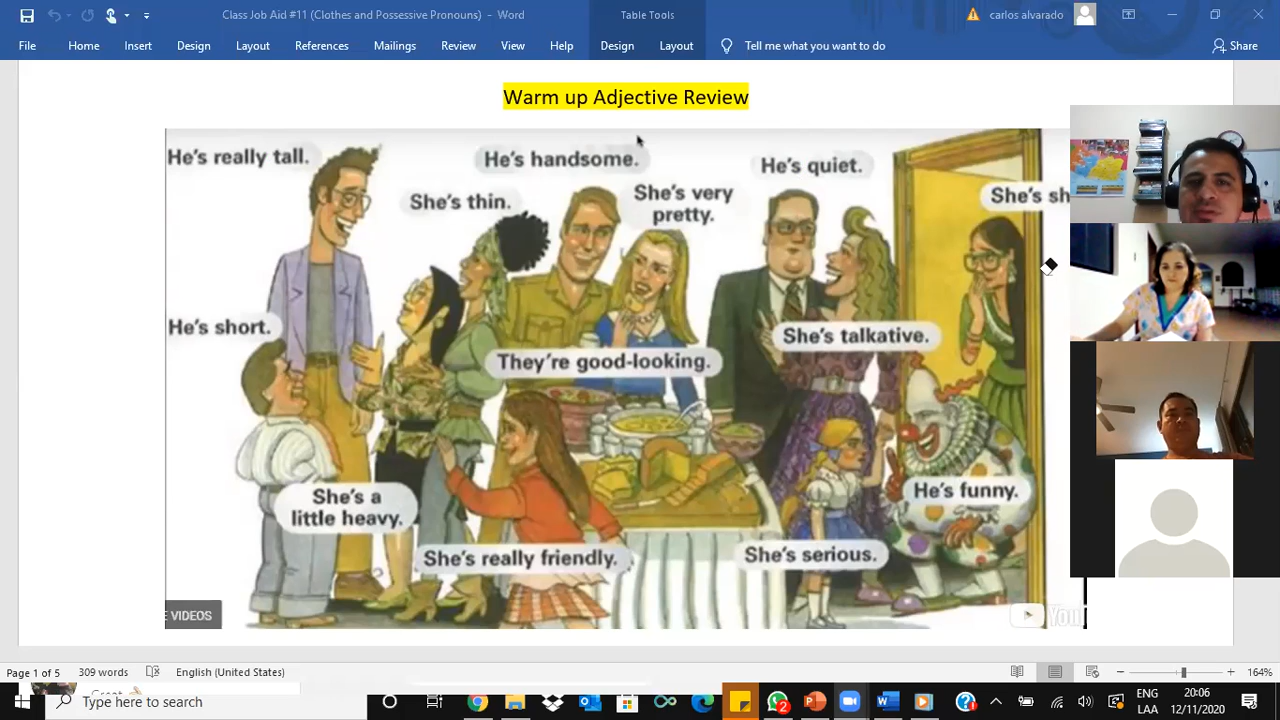 Class Job Aid #11 (Clothes and Possessive Pronouns) - Word
Table Tools
carlos alvarado
File Home Insert Design Layout References Mailings Review View Help Design Layout Tell me what you want to do Share
Warm up Adjective Review
He's really tall.
He's handsome.
He's quiet.
She's thin.
She's very
pretty.
She's sh
He's short.
She's talkative.
They're good-looking.
She's a
little heavy.
He's funny.
She's really friendly.
She's serious.
E VIDEOS
You
Page 1 of 5 309 words English (United States) 164%
Type here to search
2
ENG
LAA
20:06
12/11/2020